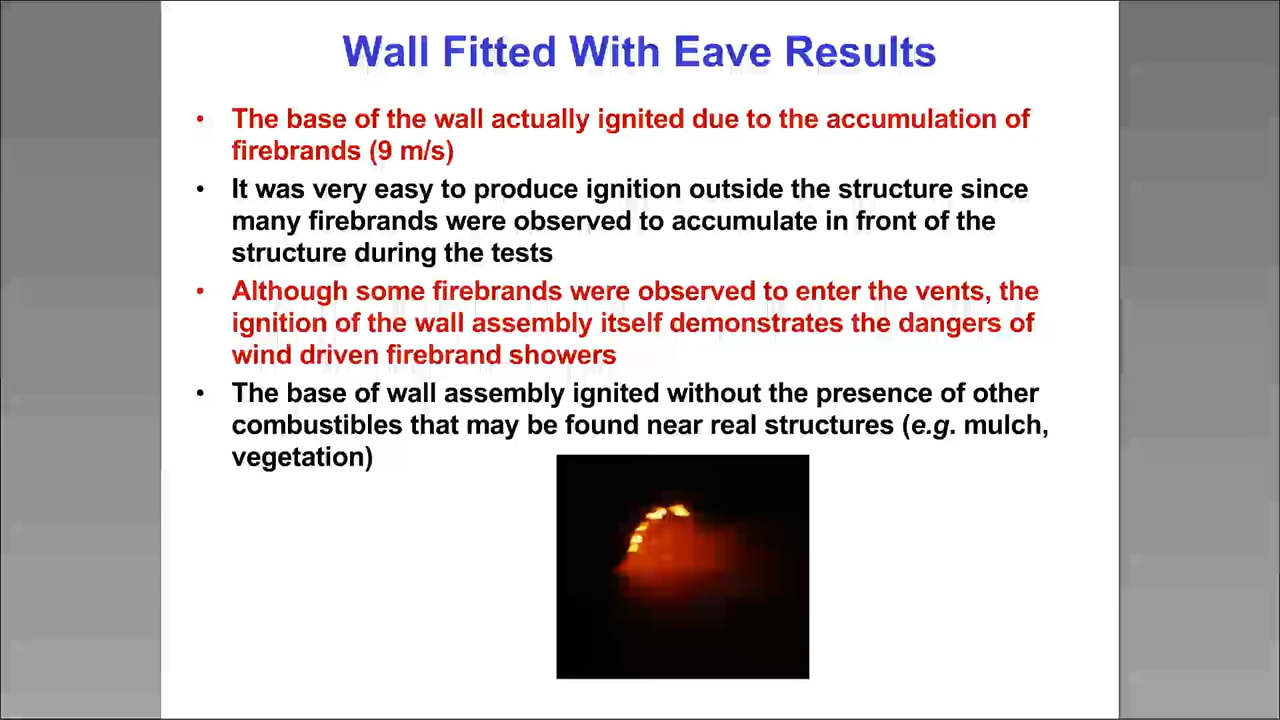 Wall Fitted With Eave Results
• The base of the wall actually ignited due to the accumulation of
firebrands (9 m/s)
• It was very easy to produce ignition outside the structure since
many firebrands were observed to accumulate in front of the
structure during the tests
• Although some firebrands were observed to enter the vents, the
ignition of the wall assembly itself demonstrates the dangers of
wind driven firebrand showers
• The base of wall assembly ignited without the presence of other
combustibles that may be found near real structures (e.g. mulch,
vegetation)